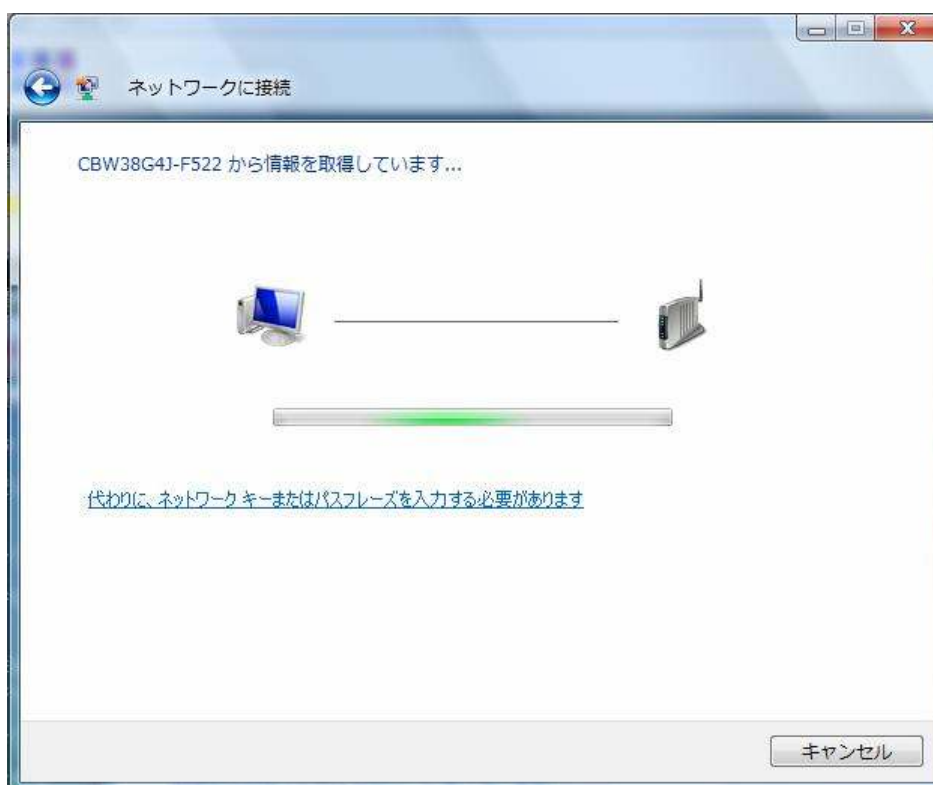 ネットワークに接続
CBW38G4J-F522 から情報を取得しています...
代わりに、ネットワーク キーまたはパスフレーズを入力する必要があります
キャンセル